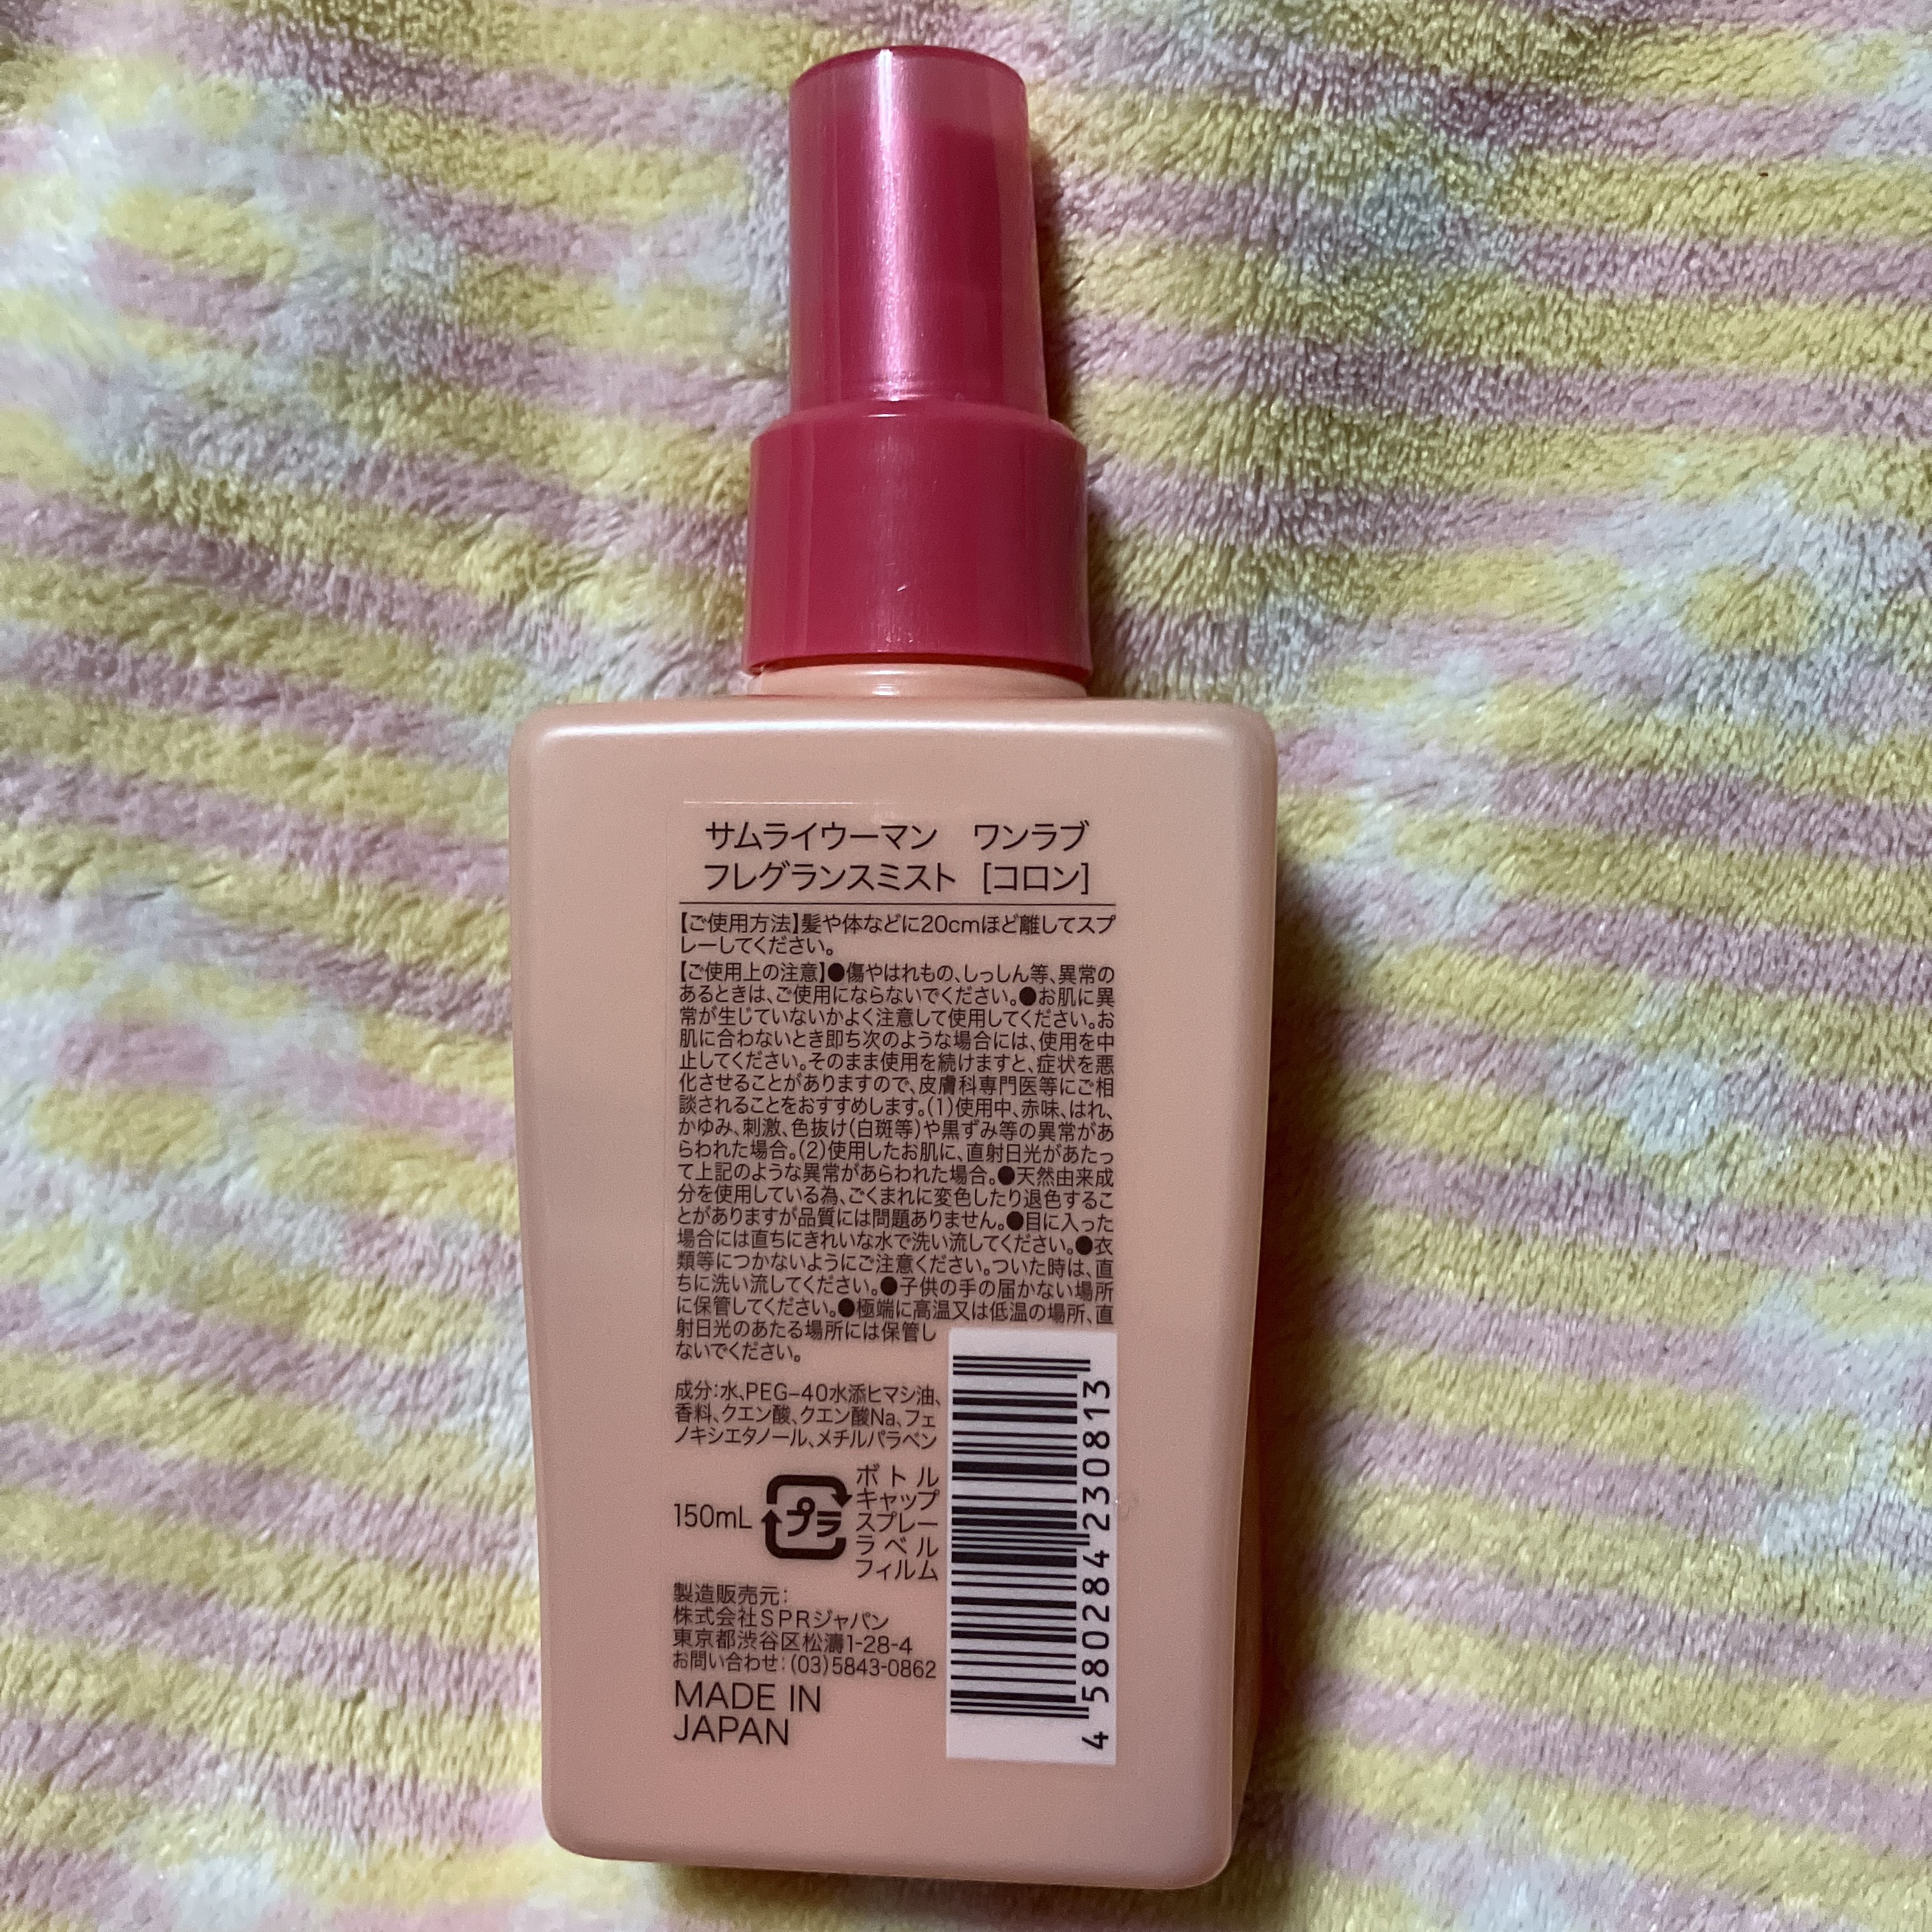 サムライウーマン　ワンラブ
フレグランスミスト [コロン]
【ご使用方法】髪や体などに20cmほど離してスプ
レーしてください。
【ご使用上の注意】●傷やはれもの、しっしん等、異常の
あるときは、ご使用にならないでください。●お肌に異
常が生じていないかよく注意して使用してください。お
肌に合わないとき即ち次のような場合には、使用を中
止してください。そのまま使用を続けますと、症状を悪
化させることがありますので、皮膚科専門医等にご相
談されることをおすすめします。(1)使用中、赤味、はれ、
かゆみ、刺激、色抜け(白斑等)や黒ずみ等の異常があ
らわれた場合。(2)使用したお肌に、直射日光があたっ
て上記のような異常があらわれた場合。●天然由来成
分を使用している為、ごくまれに変色したり退色するこ
とがありますが品質には問題ありません。●目に入った
場合には直ちにきれいな水で洗い流してください。●衣
類等につかないようにご注意ください。ついた時は、直
ちに洗い流してください。●子供の手の届かない場所
に保管してください。●極端に高温又は低温の場所、直
射日光のあたる場所には保管し
ないでください。
成分:水、PEG-40水添ヒマシ油、
香料、クエン酸、クエン酸Na、フェ
ノキシエタノール、メチルパラベン
150mL
プラ
ボトル
キャップ
スプレー
ラベル
フィルム
製造販売元:
株式会社SPRジャパン
東京都渋谷区松濤1-28-4
お問い合わせ:(03)5843-0862
MADE IN
JAPAN
4 580284 230813